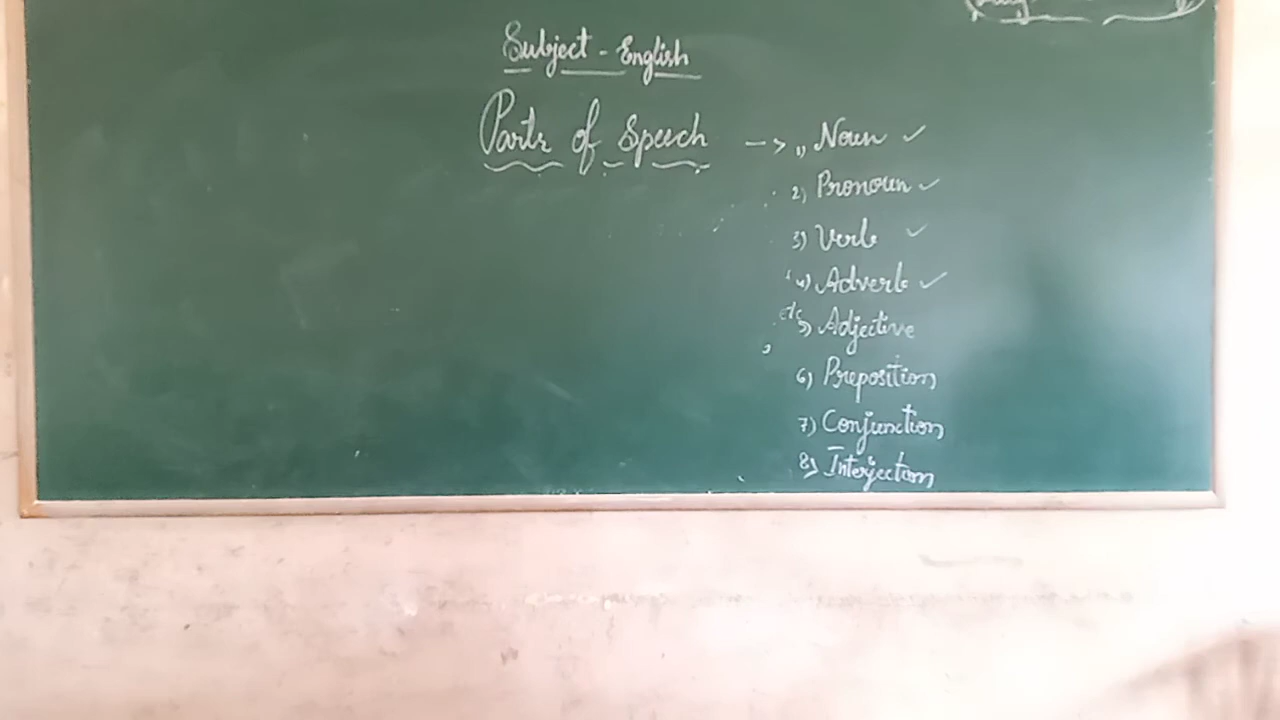 Subject - English
Parts of Speech -> 1) Noun ✓
2) Pronoun ✓
3) Verb ✓
4) Adverb ✓
5) Adjective
6) Preposition
7) Conjunction
8) Interjection